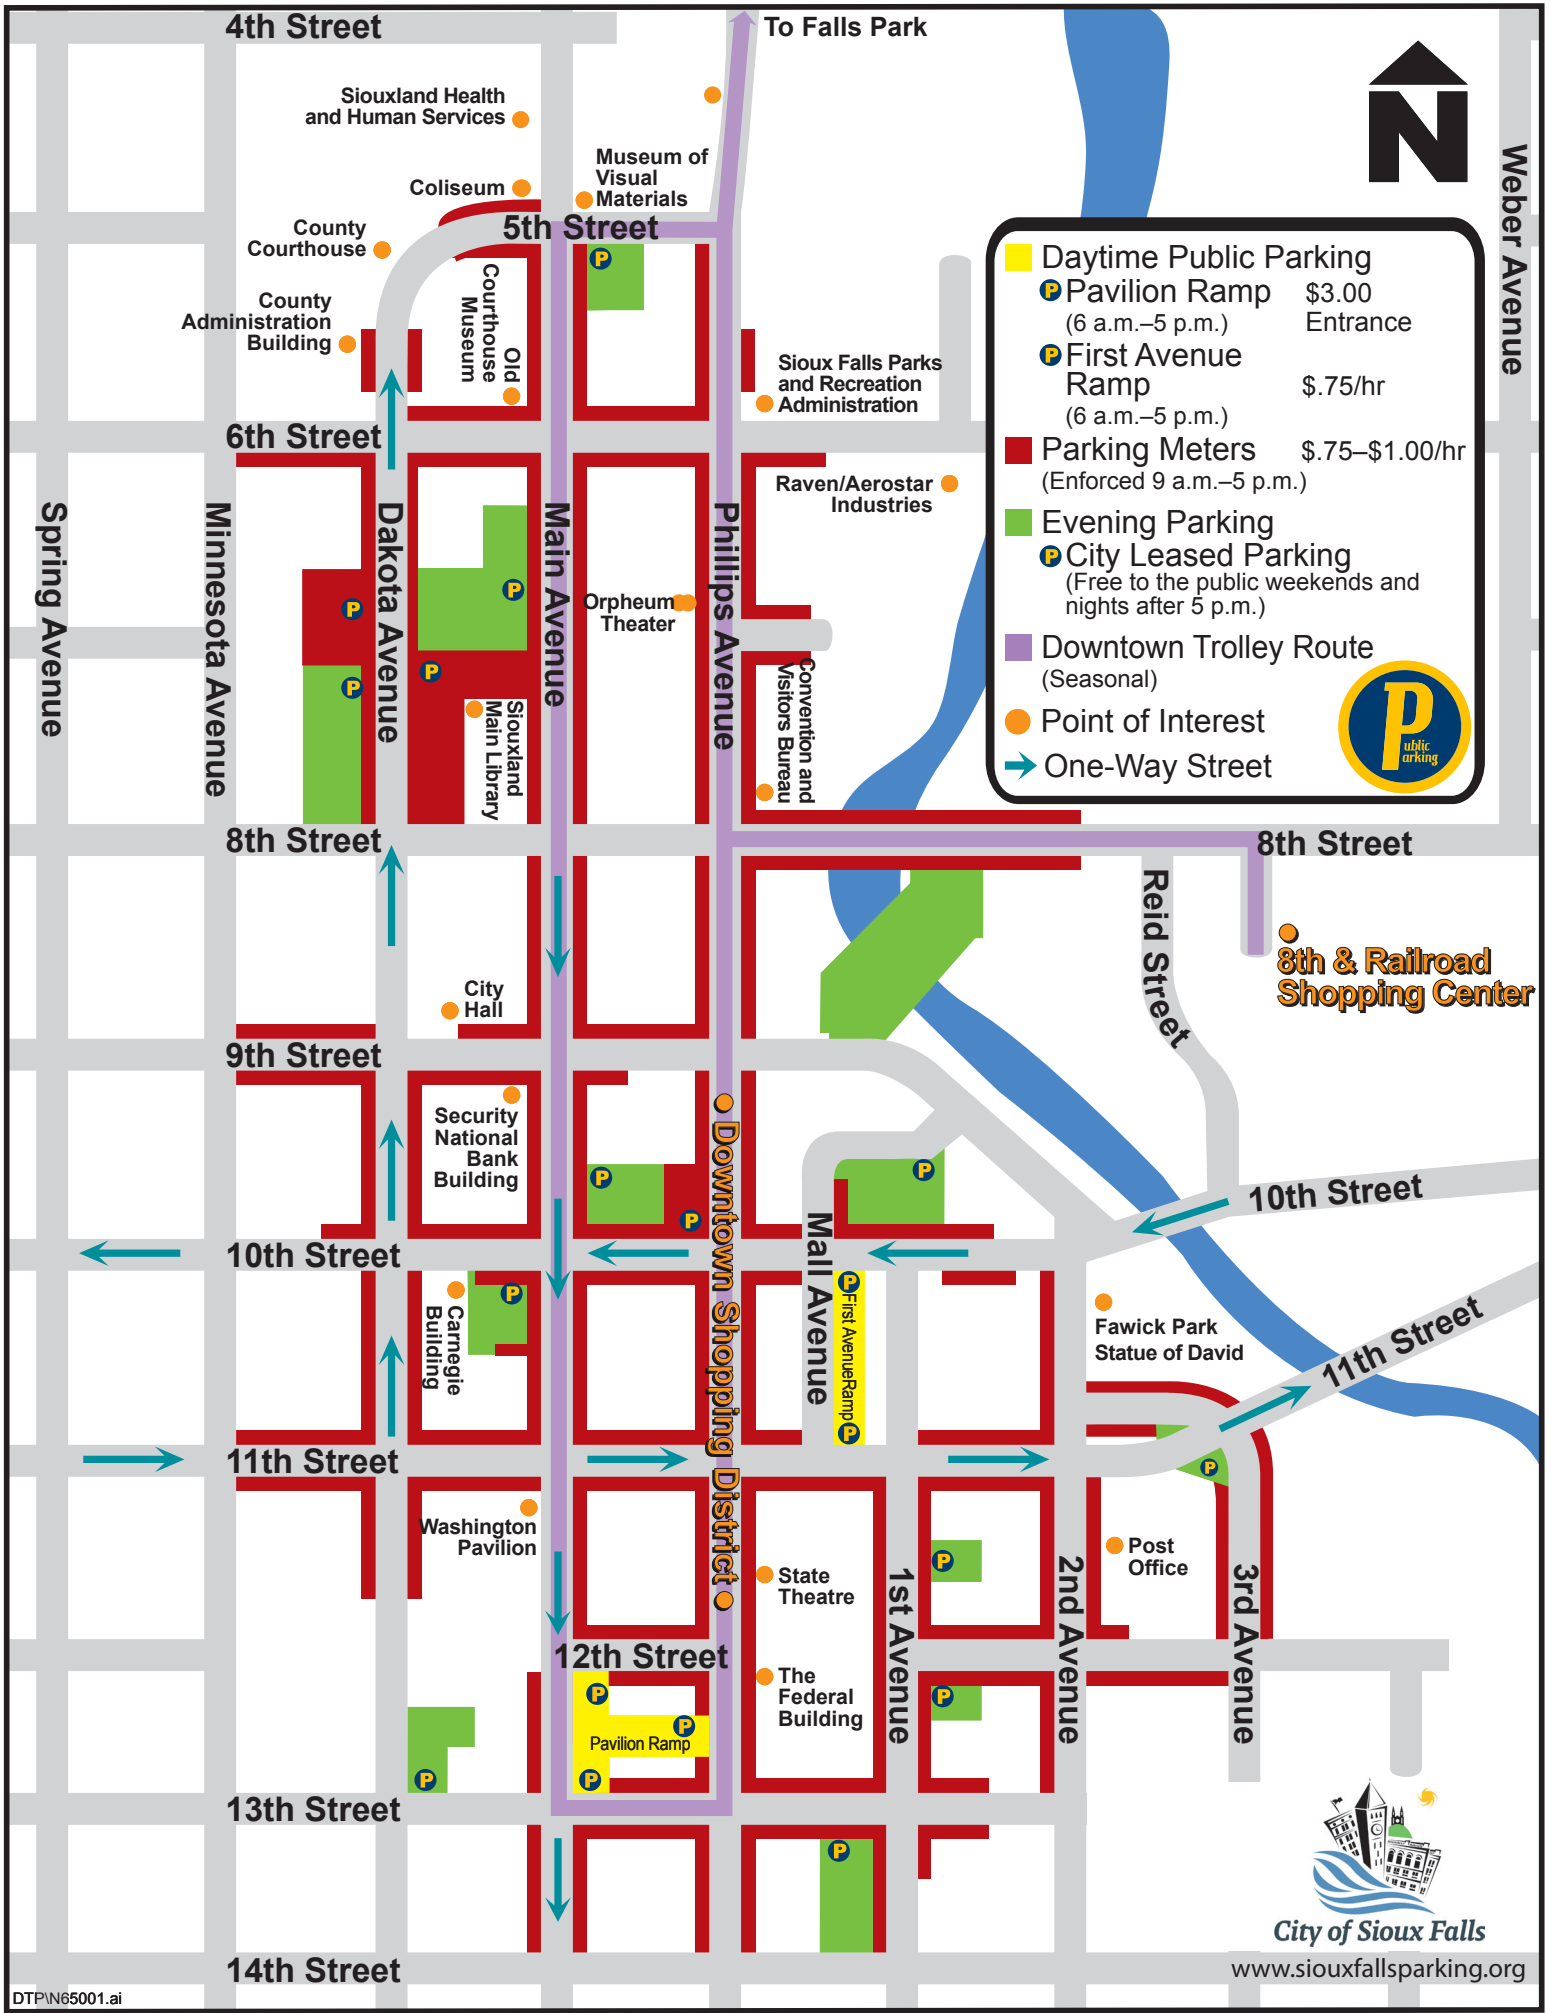 4th Street
To Falls Park
Siouxland Health
and Human Services
Museum of
Visual
Materials
Coliseum
5th Street
County
Courthouse
County
Administration
Building
Old
Courthouse
Museum
Sioux Falls Parks
and Recreation
Administration
6th Street
Raven/Aerostar
Industries
Spring Avenue
Minnesota Avenue
Dakota Avenue
Main Avenue
Phillips Avenue
Weber Avenue
N
Daytime Public Parking
P Pavilion Ramp $3.00
(6 a.m.–5 p.m.) Entrance
P First Avenue
Ramp $.75/hr
(6 a.m.–5 p.m.)
Parking Meters $.75–$1.00/hr
(Enforced 9 a.m.–5 p.m.)
Evening Parking
P City Leased Parking
(Free to the public weekends and
nights after 5 p.m.)
Downtown Trolley Route
(Seasonal)
Point of Interest
One-Way Street
Public
Parking
P
P
P
P
P
Orpheum
Theater
Siouxland
Main Library
Convention and
Visitors Bureau
8th Street
8th Street
Reid Street
8th & Railroad
Shopping Center
City
Hall
9th Street
Security
National
Bank
Building
P
P
P
Downtown Shopping District
Mall Avenue
10th Street
10th Street
Carnegie
Building
P
P
First AvenueRamp
P
Fawick Park
Statue of David
11th Street
11th Street
P
Washington
Pavilion
State
Theatre
P
Post
Office
1st Avenue
2nd Avenue
3rd Avenue
12th Street
The
Federal
Building
P
P
P
Pavilion Ramp
P
P
13th Street
P
City of Sioux Falls
14th Street
www.siouxfallsparking.org
DTP\N65001.ai